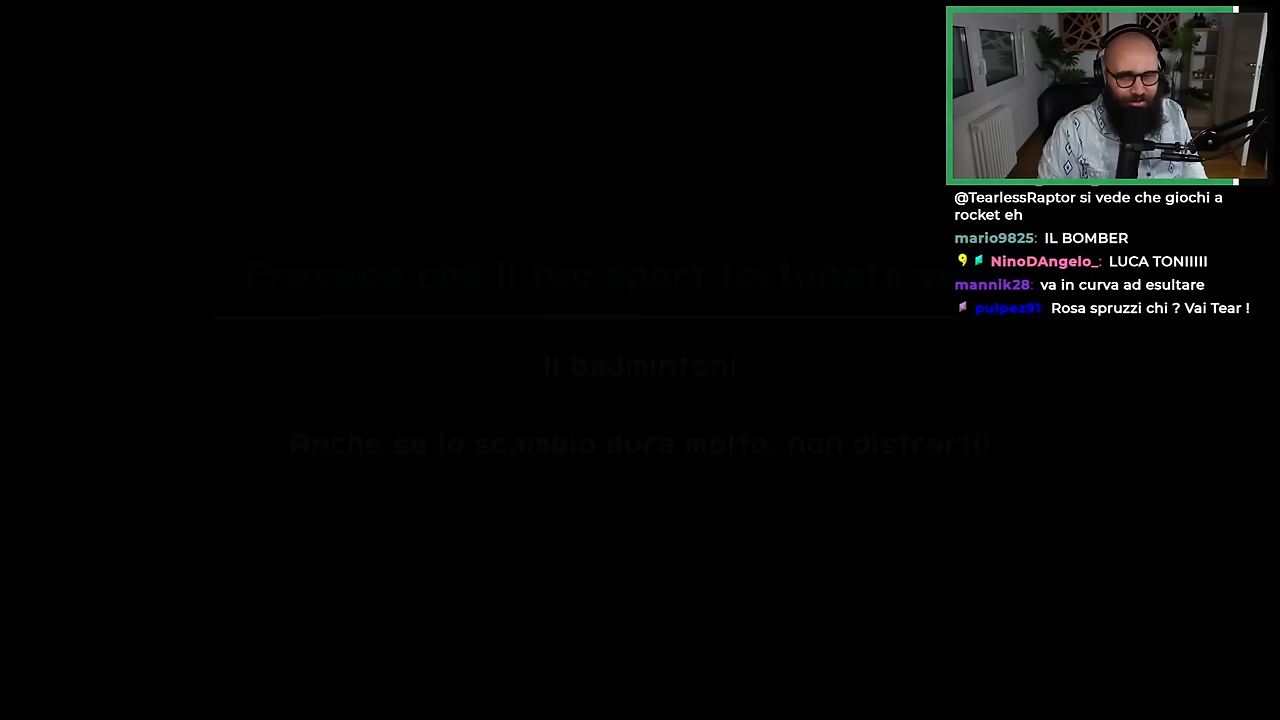 @TearlessRaptor si vede che giochi a
rocket eh
mario9825: IL BOMBER
NinoDAngelo_: LUCA TONIIIII
mannik28: va in curva ad esultare
pulpez91: Rosa spruzzi chi ? Vai Tear !
Prevedo che il tuo sport fortunato
Il badminton!
Anche se lo scambio dura molto, non distrarti!